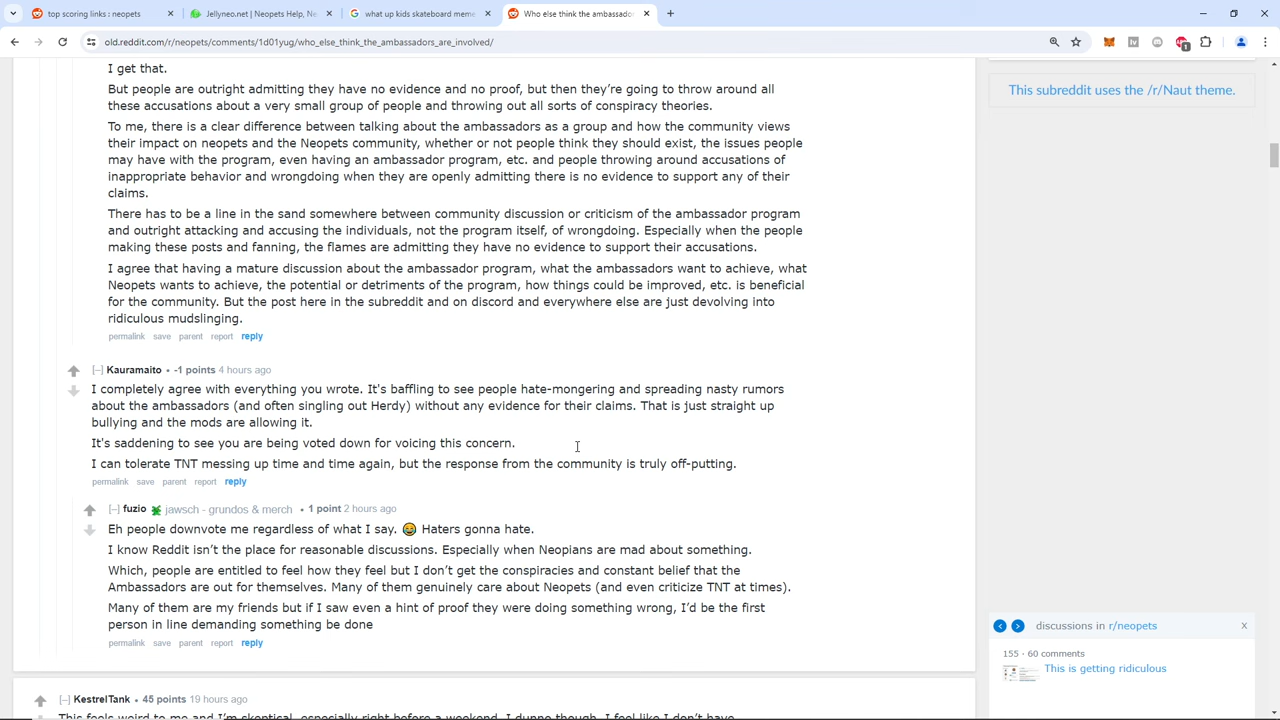 top scoring links : neopets
Jellyneo.net | Neopets Help, Ne
what up kids skateboard meme
Who else think the ambassado
old.reddit.com/r/neopets/comments/1d01yug/who_else_think_the_ambassadors_are_involved/
I get that.
But people are outright admitting they have no evidence and no proof, but then they're going to throw around all
these accusations about a very small group of people and throwing out all sorts of conspiracy theories.
To me, there is a clear difference between talking about the ambassadors as a group and how the community views
their impact on neopets and the Neopets community, whether or not people think they should exist, the issues people
may have with the program, even having an ambassador program, etc. and people throwing around accusations of
inappropriate behavior and wrongdoing when they are openly admitting there is no evidence to support any of their
claims.
There has to be a line in the sand somewhere between community discussion or criticism of the ambassador program
and outright attacking and accusing the individuals, not the program itself, of wrongdoing. Especially when the people
making these posts and fanning, the flames are admitting they have no evidence to support their accusations.
I agree that having a mature discussion about the ambassador program, what the ambassadors want to achieve, what
Neopets wants to achieve, the potential or detriments of the program, how things could be improved, etc. is beneficial
for the community. But the post here in the subreddit and on discord and everywhere else are just devolving into
ridiculous mudslinging.
permalink save parent report reply
[–] Kauramaito • -1 points 4 hours ago
I completely agree with everything you wrote. It's baffling to see people hate-mongering and spreading nasty rumors
about the ambassadors (and often singling out Herdy) without any evidence for their claims. That is just straight up
bullying and the mods are allowing it.
It's saddening to see you are being voted down for voicing this concern.
I can tolerate TNT messing up time and time again, but the response from the community is truly off-putting.
permalink save parent report reply
[–] fuzio jawsch - grundos & merch • 1 point 2 hours ago
Eh people downvote me regardless of what I say. 😂 Haters gonna hate.
I know Reddit isn't the place for reasonable discussions. Especially when Neopians are mad about something.
Which, people are entitled to feel how they feel but I don't get the conspiracies and constant belief that the
Ambassadors are out for themselves. Many of them genuinely care about Neopets (and even criticize TNT at times).
Many of them are my friends but if I saw even a hint of proof they were doing something wrong, I'd be the first
person in line demanding something be done
permalink save parent report reply
[–] KestrelTank • 45 points 19 hours ago
This feels weird to me and I'm skeptical, especially right before a weekend. I dunno though, I feel like I don't have
This subreddit uses the /r/Naut theme.
discussions in r/neopets X
155 · 60 comments
This is getting ridiculous